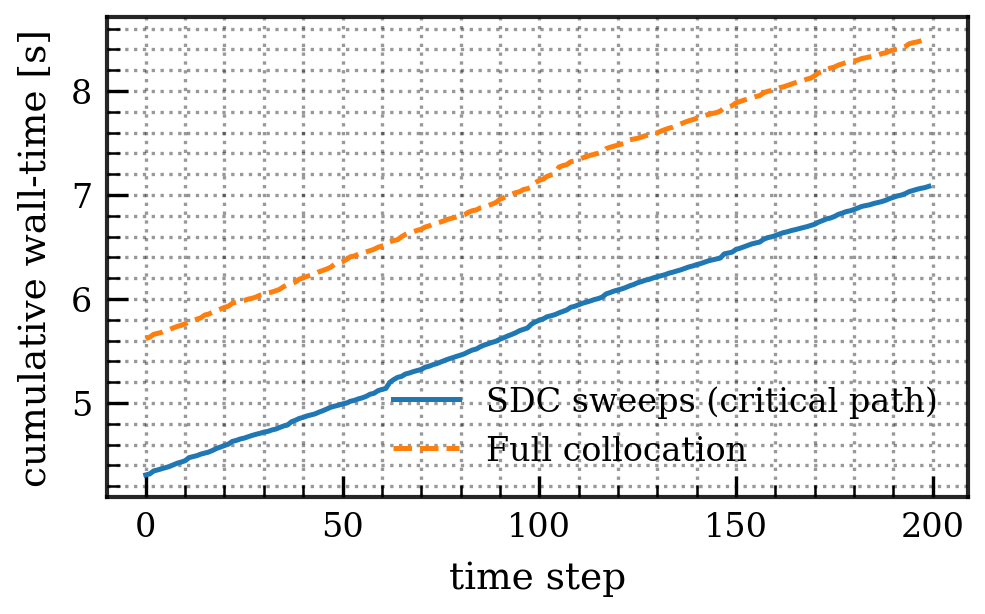 cumulative wall-time [s]
8
7
6
5
SDC sweeps (critical path)
Full collocation
0 50 100 150 200
time step